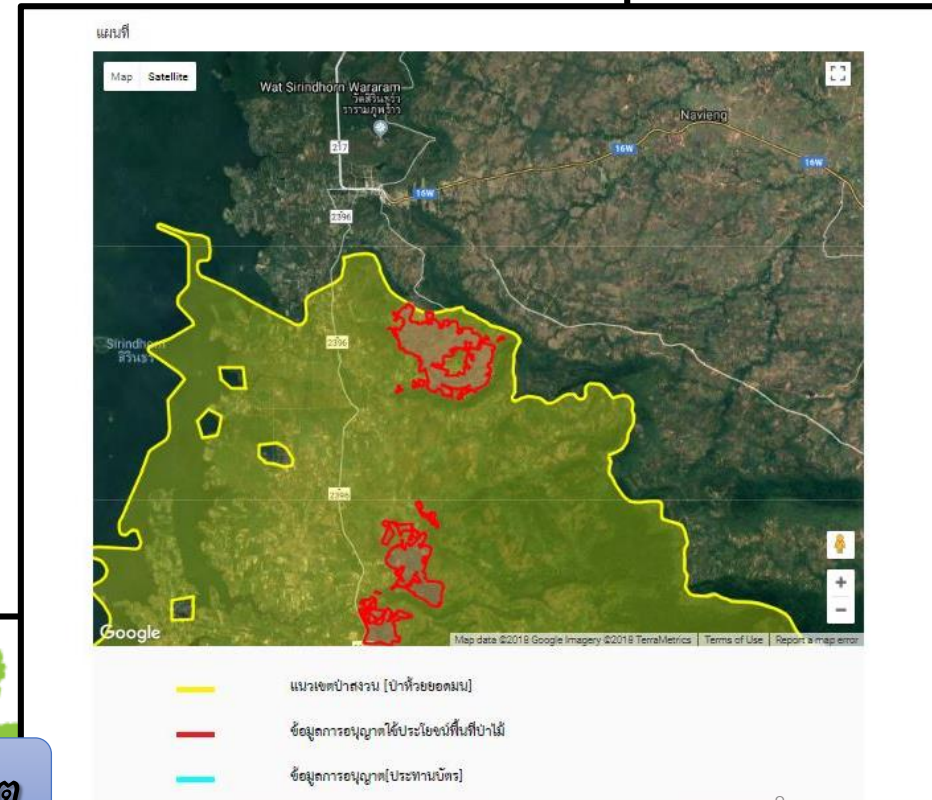 แผนที่
Map Satellite
Wat Sirindhorn Wararam
วัดสิรินธรว
รารามภูพร้าว
Navieng
217
16W
16W
16W
2396
Sirindho
สิรินธร
2396
2396
Google
Map data ©2018 Google Imagery ©2018 TerraMetrics Terms of Use Report a map error
แนวเขตป่าสงวน [ป่าห้วยยอดมน]
ข้อมูลการอนุญาตใช้ประโยชน์พื้นที่ป่าไม้
ข้อมูลการอนุญาต[ประทานบัตร]
ต